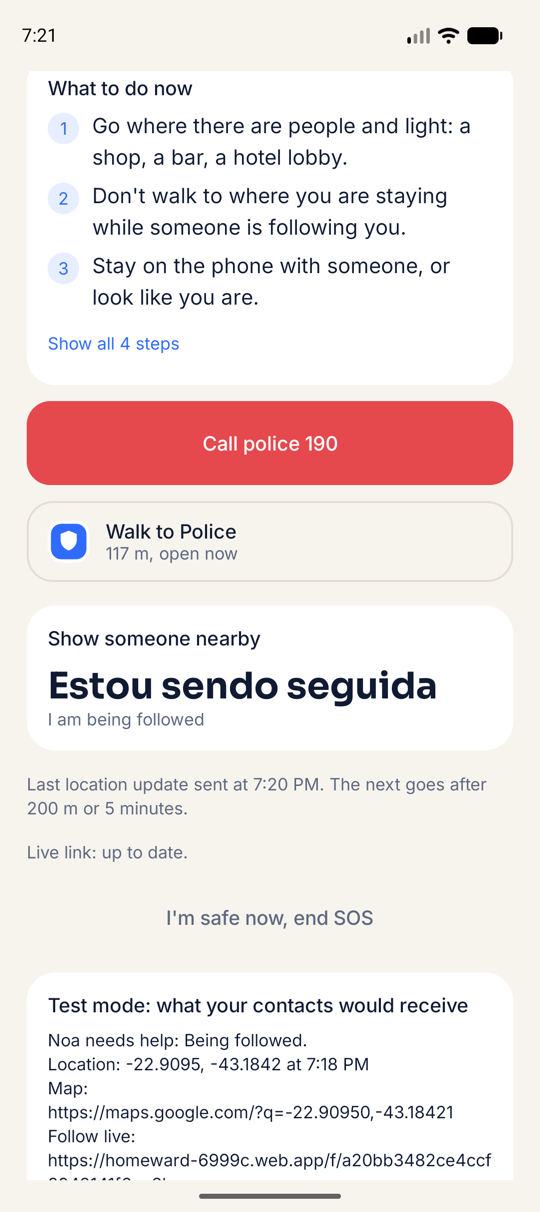 7:21
What to do now
1
Go where there are people and light: a
shop, a bar, a hotel lobby.
2
Don't walk to where you are staying
while someone is following you.
3
Stay on the phone with someone, or
look like you are.
Show all 4 steps
Call police 190
Walk to Police
117 m, open now
Show someone nearby
Estou sendo seguida
I am being followed
Last location update sent at 7:20 PM. The next goes after
200 m or 5 minutes.
Live link: up to date.
I'm safe now, end SOS
Test mode: what your contacts would receive
Noa needs help: Being followed.
Location: -22.9095, -43.1842 at 7:18 PM
Map:
https://maps.google.com/?q=-22.90950,-43.18421
Follow live:
https://homeward-6999c.web.app/f/a20bb3482ce4ccf